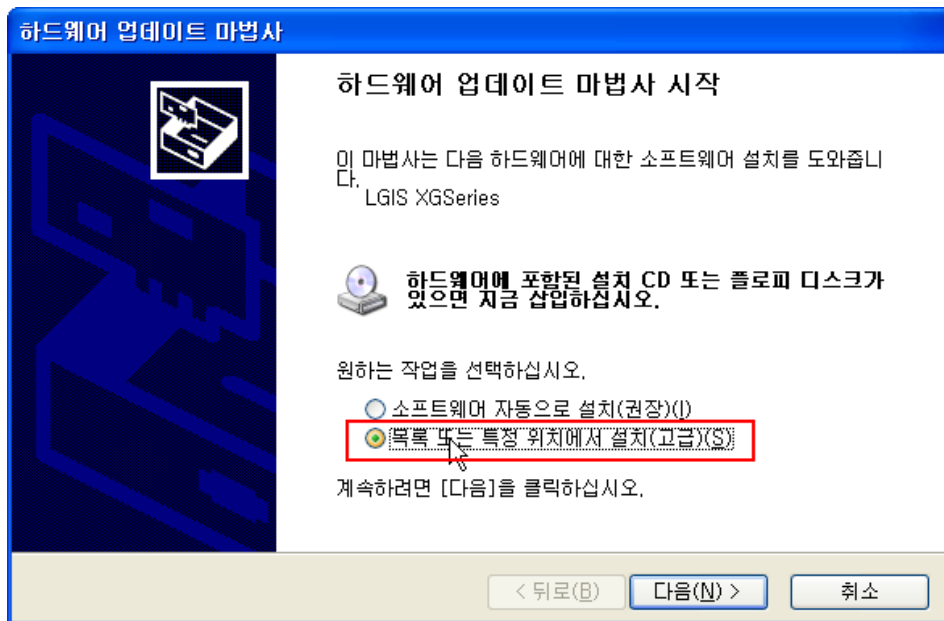 하드웨어 업데이트 마법사
하드웨어 업데이트 마법사 시작
이 마법사는 다음 하드웨어에 대한 소프트웨어 설치를 도와줍니
다.
LGIS XGSeries
하드웨어에 포함된 설치 CD 또는 플로피 디스크가
있으면 지금 삽입하십시오.
원하는 작업을 선택하십시오.
소프트웨어 자동으로 설치(권장)(I)
목록 또는 특정 위치에서 설치(고급)(S)
계속하려면 [다음]을 클릭하십시오.
< 뒤로(B) 다음(N) > 취소